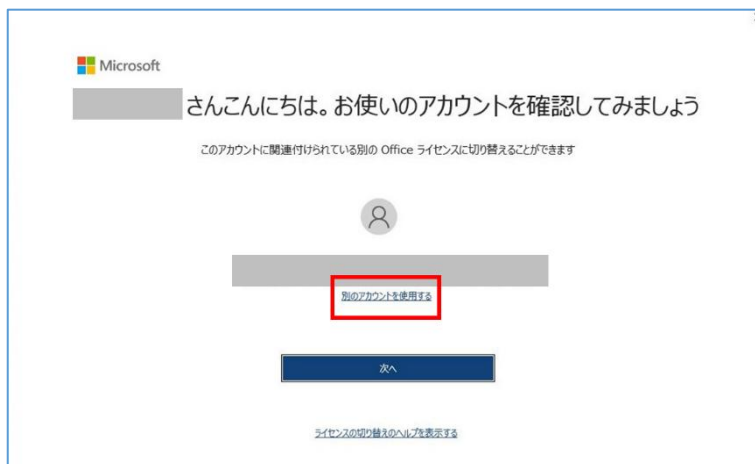 Microsoft
さんこんにちは。お使いのアカウントを確認してみましょう
このアカウントに関連付けられている別の Office ライセンスに切り替えることができます
別のアカウントを使用する
次へ
ライセンスの切り替えのヘルプを表示する